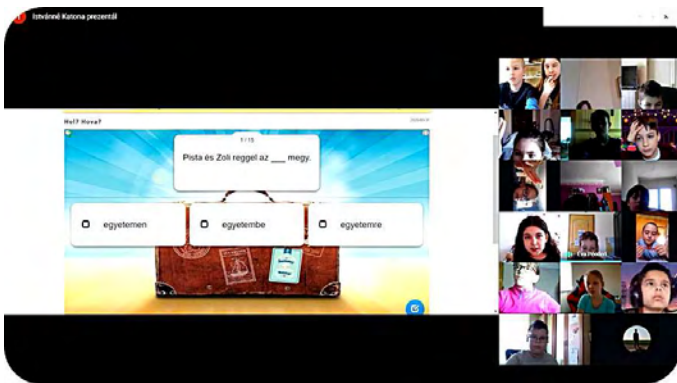 Istvánné Katona prezentál
Hol? Hova?
1 / 15
Pista és Zoli reggel az ___ megy.
egyetemen
egyetembe
egyetemre